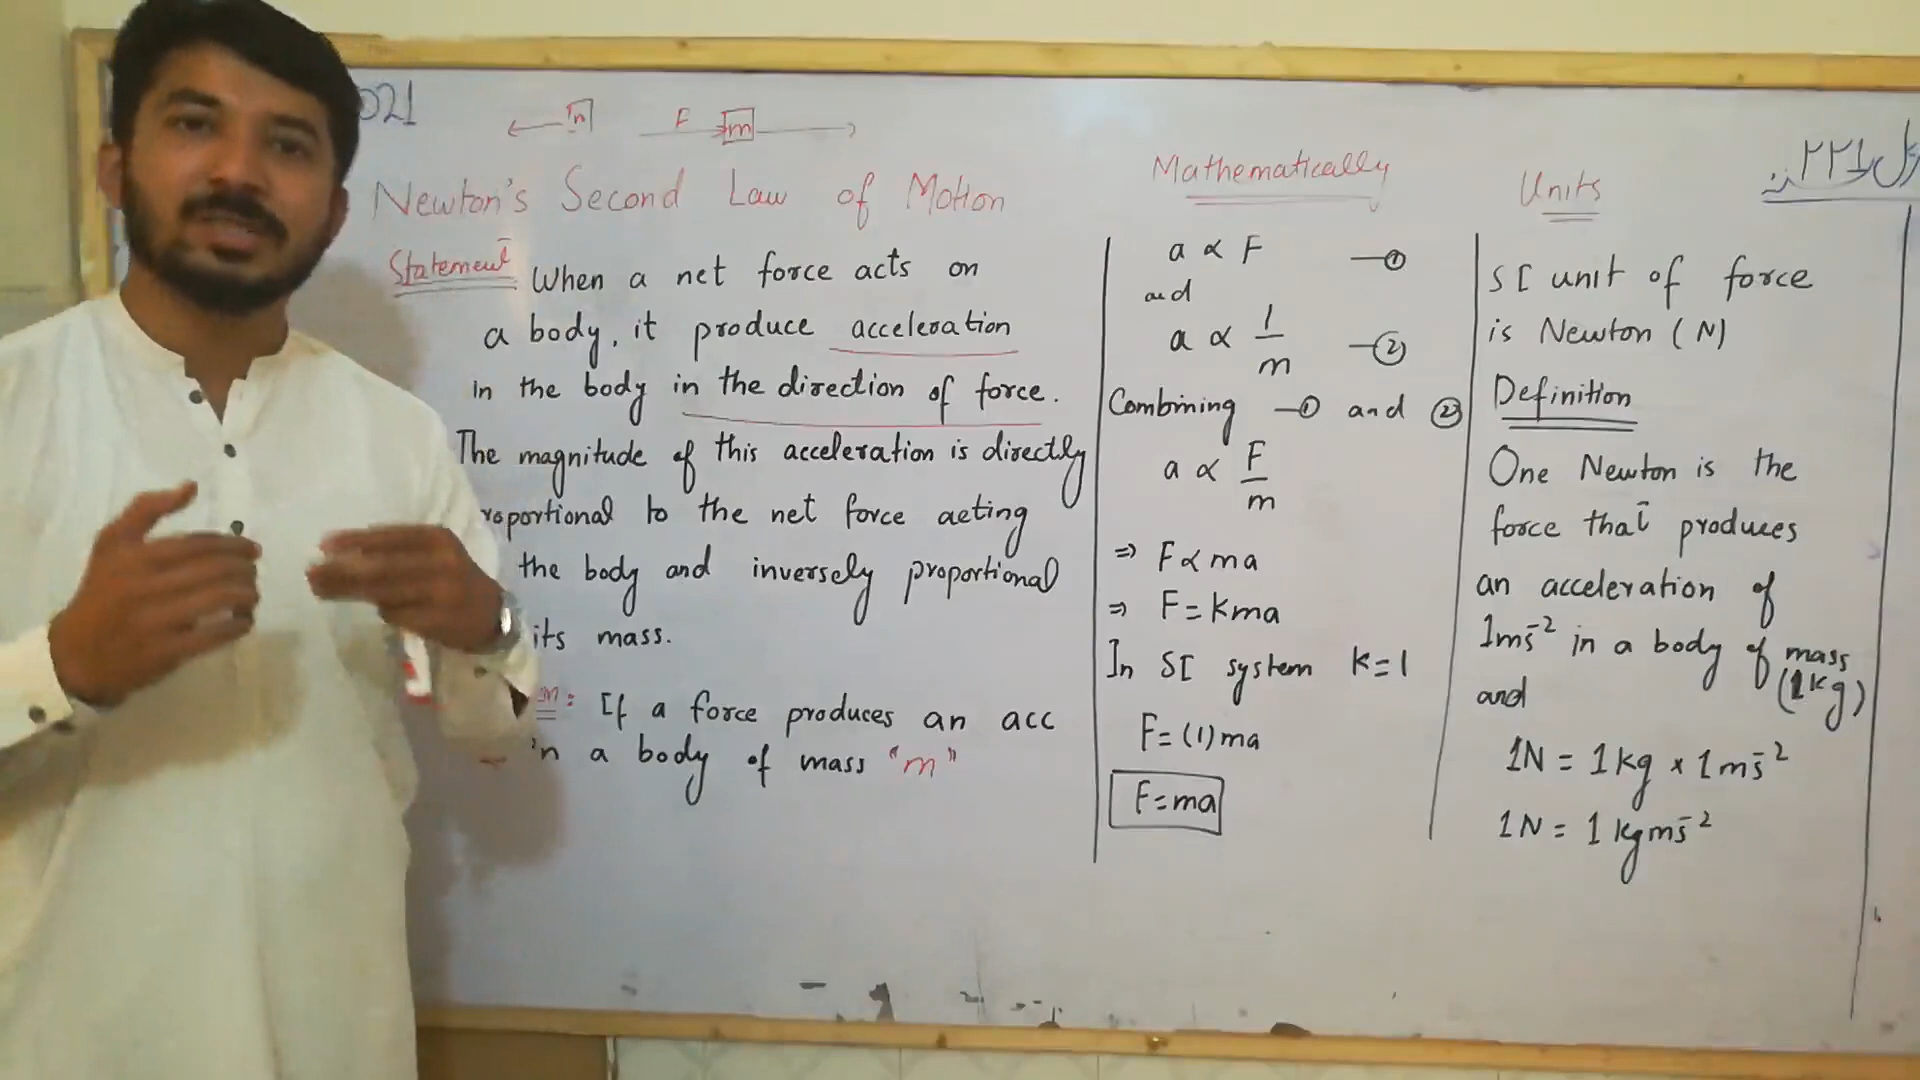 021
m F m
Newton's Second Law of Motion
Statement When a net force acts on
a body, it produce acceleration
in the body in the direction of force.
The magnitude of this acceleration is directly
roportional to the net force acting
the body and inversely proportional
its mass.
m: If a force produces an acc
in a body of mass "m"
Mathematically
a ∝ F —①
and
a ∝ 1/m —②
Combining —① and ②
a ∝ F/m
⇒ F ∝ ma
⇒ F = kma
In SI system k=1
F = (1) ma
F = ma
Units
SI unit of force
is Newton (N)
Definition
One Newton is the
force that produces
an acceleration of
1ms⁻² in a body of mass
and (1kg)
1N = 1kg × 1ms⁻²
1N = 1kgms⁻²